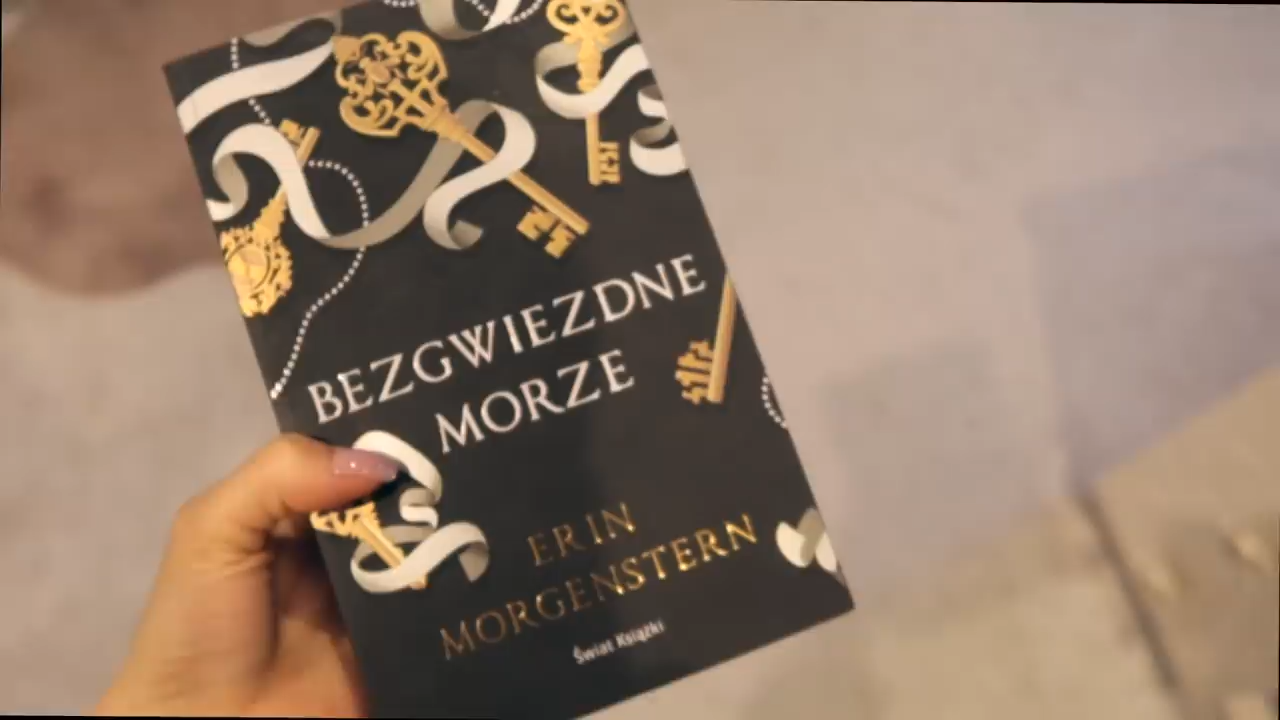 BEZGWIEZDNE
MORZE
ERIN
MORGENSTERN
Świat Książki